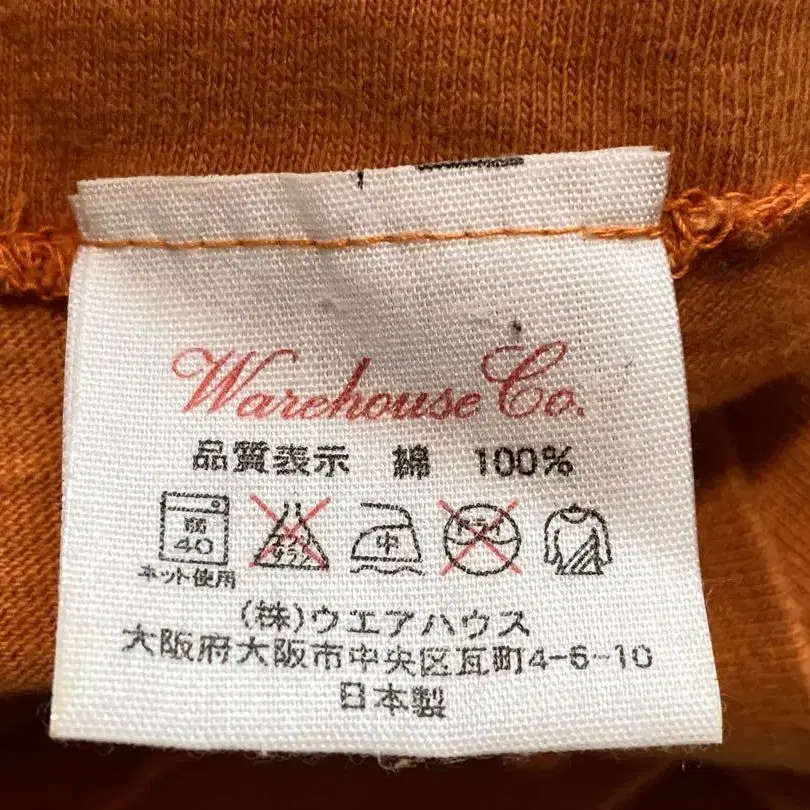 Warehouse Co.
品質表示 綿 100%
40
中
ネット使用
(株)ウエアハウス
大阪府大阪市中央区瓦町4-6-10
日本製